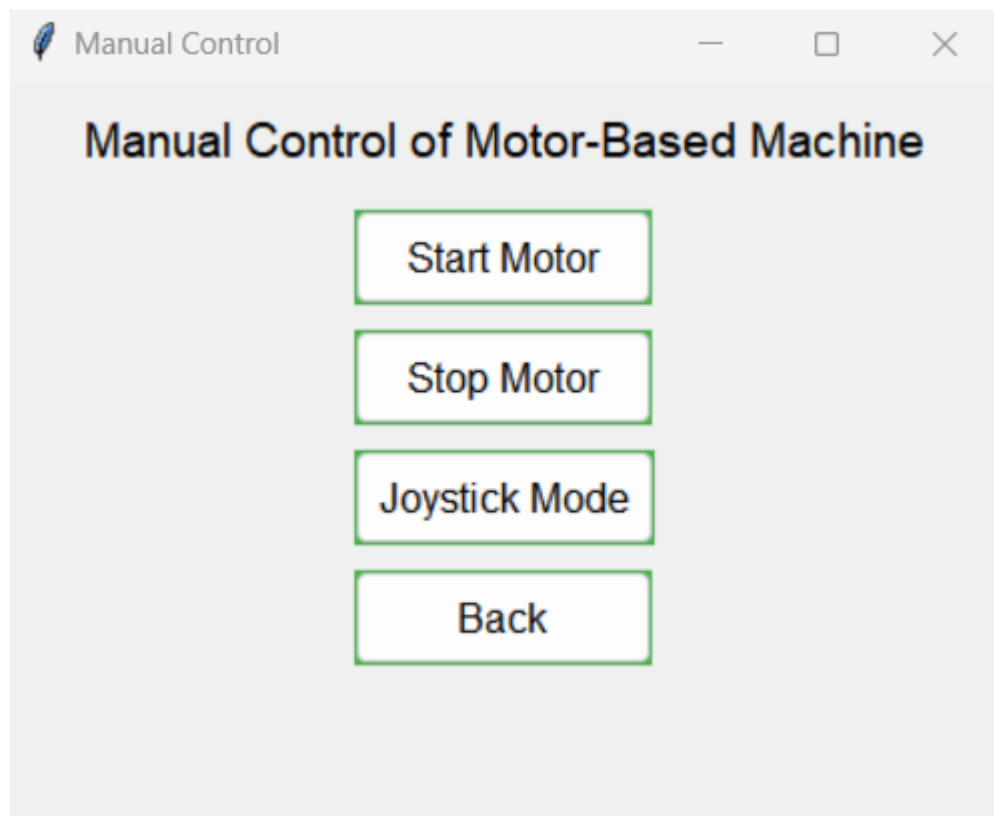 Manual Control
Manual Control of Motor-Based Machine
Start Motor
Stop Motor
Joystick Mode
Back